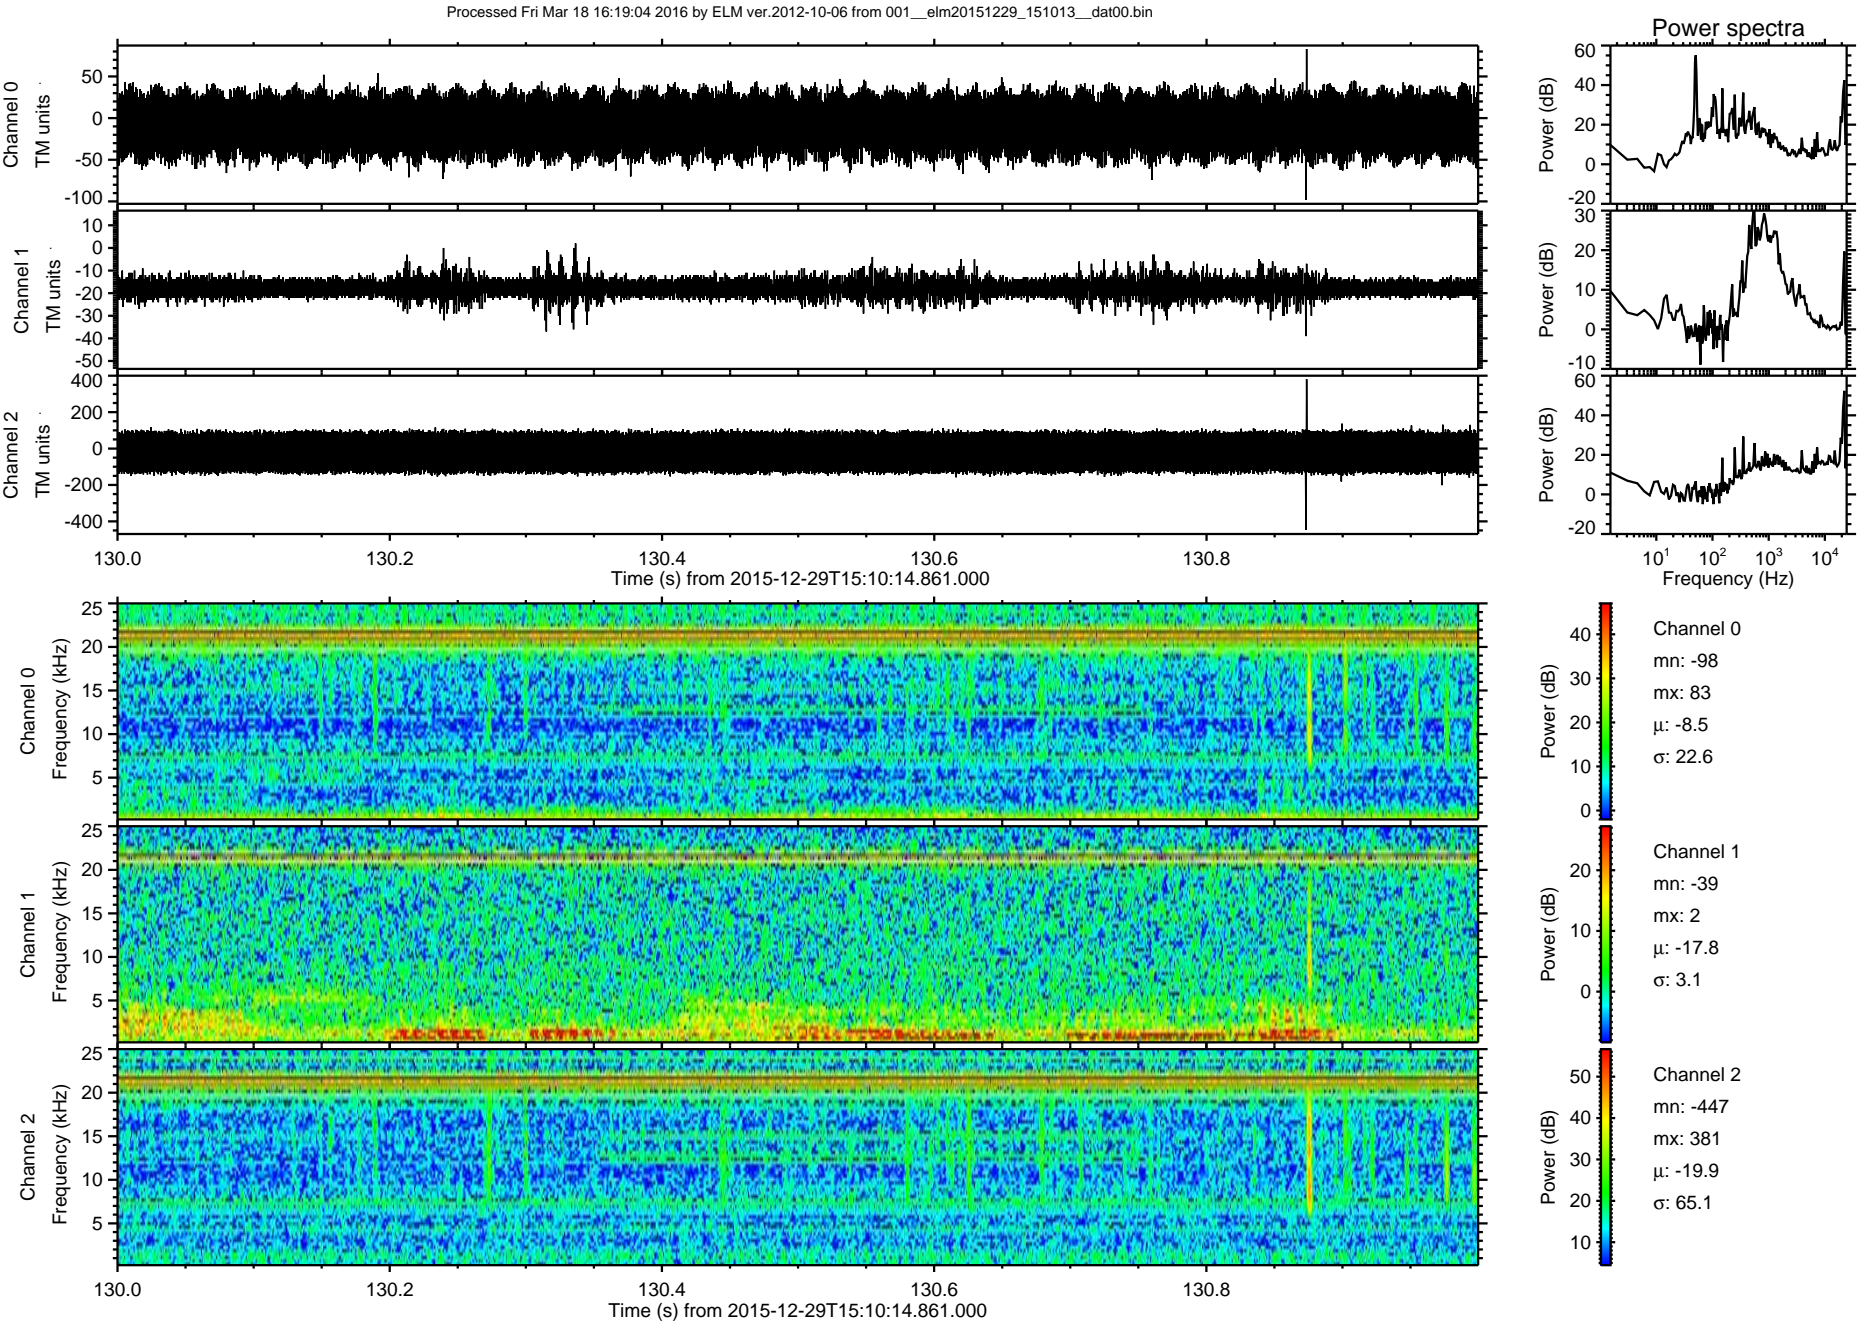 Processed Fri Mar 18 16:19:04 2016 by ELM ver.2012-10-06 from 001__elm20151229_151013__dat00.bin
Power spectra
Channel 0
TM units
50
0
-50
-100
Power (dB)
60
40
20
0
-20
Channel 1
TM units
10
0
-10
-20
-30
-40
-50
Power (dB)
30
20
10
0
-10
Channel 2
TM units
400
200
0
-200
-400
Power (dB)
60
40
20
0
-20
130.0 130.2 130.4 130.6 130.8
Time (s) from 2015-12-29T15:10:14.861.000
10¹ 10² 10³ 10⁴
Frequency (Hz)
Channel 0
Frequency (kHz)
25
20
15
10
5
Power (dB)
40
30
20
10
0
Channel 0
mn: -98
mx: 83
μ: -8.5
σ: 22.6
Channel 1
Frequency (kHz)
25
20
15
10
5
Power (dB)
20
10
0
Channel 1
mn: -39
mx: 2
μ: -17.8
σ: 3.1
Channel 2
Frequency (kHz)
25
20
15
10
5
Power (dB)
50
40
30
20
10
Channel 2
mn: -447
mx: 381
μ: -19.9
σ: 65.1
130.0 130.2 130.4 130.6 130.8
Time (s) from 2015-12-29T15:10:14.861.000